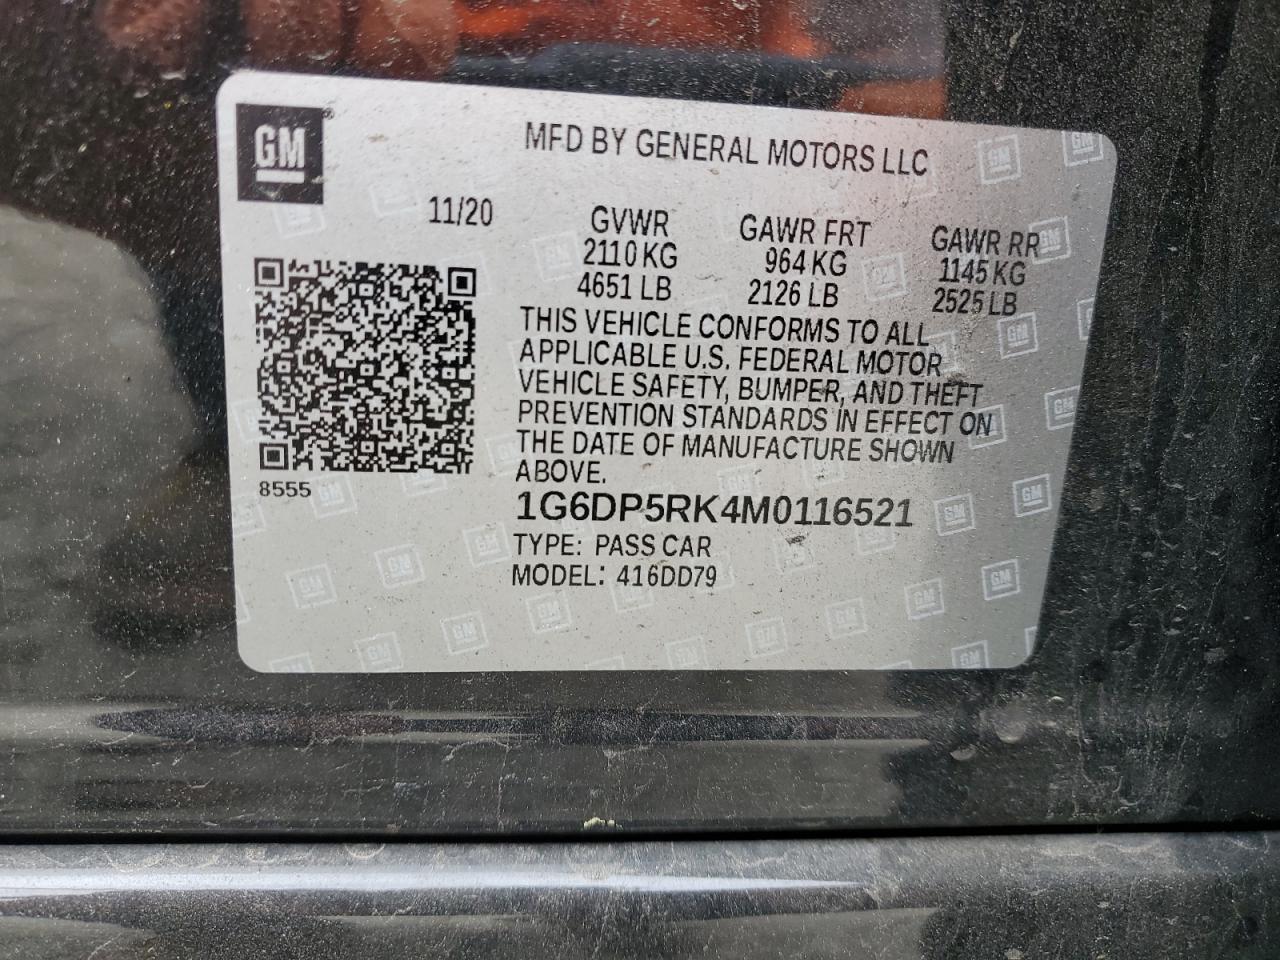 GM
MFD BY GENERAL MOTORS LLC
11/20
GVWR
2110 KG
4651 LB
GAWR FRT
964 KG
2126 LB
GAWR RR
1145 KG
2525 LB
THIS VEHICLE CONFORMS TO ALL
APPLICABLE U.S. FEDERAL MOTOR
VEHICLE SAFETY, BUMPER, AND THEFT
PREVENTION STANDARDS IN EFFECT ON
THE DATE OF MANUFACTURE SHOWN
ABOVE.
8555
1G6DP5RK4M0116521
TYPE: PASS CAR
MODEL: 416DD79